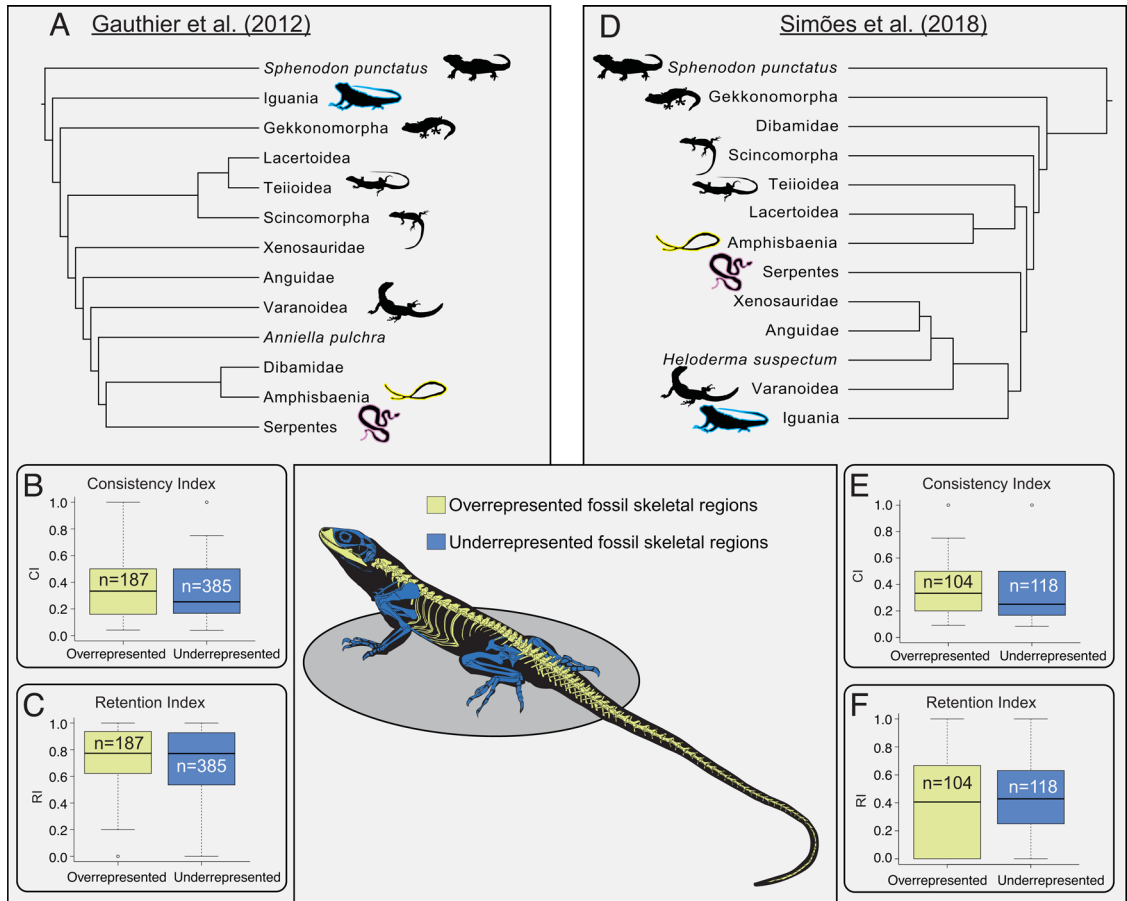 A Gauthier et al. (2012)
Sphenodon punctatus
Iguania
Gekkonomorpha
Lacertoidea
Teiioidea
Scincomorpha
Xenosauridae
Anguidae
Varanoidea
Anniella pulchra
Dibamidae
Amphisbaenia
Serpentes
D Simões et al. (2018)
Sphenodon punctatus
Gekkonomorpha
Dibamidae
Scincomorpha
Teiioidea
Lacertoidea
Amphisbaenia
Serpentes
Xenosauridae
Anguidae
Heloderma suspectum
Varanoidea
Iguania
B Consistency Index
CI
1.0
0.8
0.6
0.4
0.2
0.0
n=187
n=385
Overrepresented Underrepresented
C Retention Index
RI
1.0
0.8
0.6
0.4
0.2
0.0
n=187
n=385
Overrepresented Underrepresented
Overrepresented fossil skeletal regions
Underrepresented fossil skeletal regions
E Consistency Index
CI
1.0
0.8
0.6
0.4
0.2
0.0
n=104
n=118
Overrepresented Underrepresented
F Retention Index
RI
1.0
0.8
0.6
0.4
0.2
0.0
n=104
n=118
Overrepresented Underrepresented